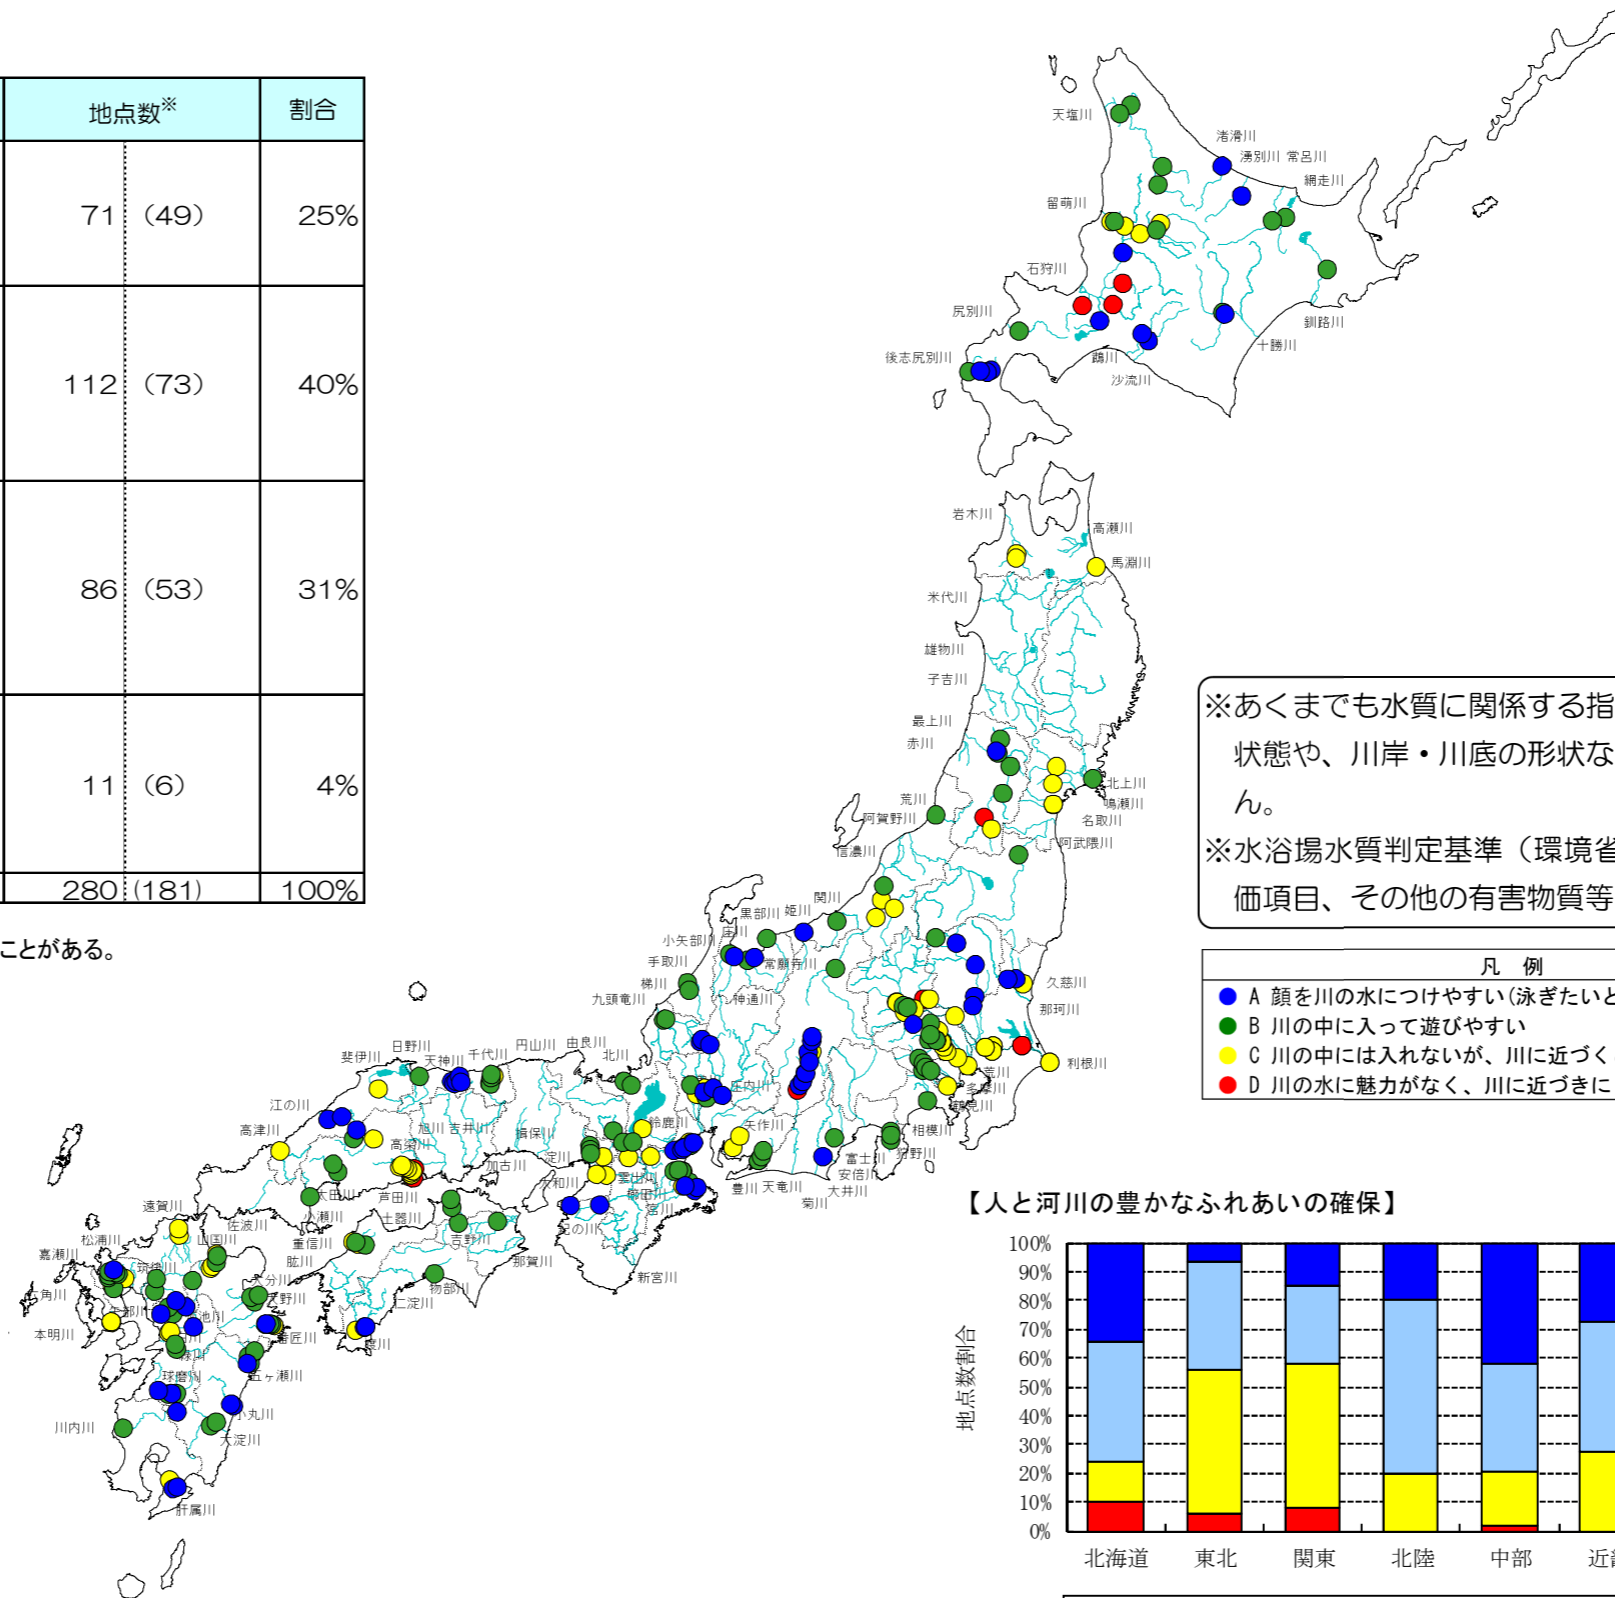 地点数※ 割合
71 (49) 25%
112 (73) 40%
86 (53) 31%
11 (6) 4%
280 (181) 100%
ことがある。
天塩川
渚滑川
湧別川 常呂川
網走川
留萌川
石狩川
釧路川
尻別川
十勝川
後志尻別川
鵡川
沙流川
岩木川
高瀬川
馬淵川
米代川
雄物川
子吉川
最上川
赤川
北上川
荒川
鳴瀬川
阿賀野川
名取川
信濃川
阿武隈川
※あくまでも水質に関係する指
状態や、川岸・川底の形状な
ん。
※水浴場水質判定基準（環境省
価項目、その他の有害物質等
関川
姫川
黒部川
庄川
小矢部川
常願寺川
手取川
梯川
神通川
九頭竜川
久慈川
那珂川
利根川
荒川
多摩川
鶴見川
相模川
狩野川
富士川
安倍川
大井川
菊川
天竜川
豊川
矢作川
庄内川
鈴鹿川
宮川
凡 例
A 顔を川の水につけやすい(泳ぎたいと
B 川の中に入って遊びやすい
C 川の中には入れないが、川に近づく
D 川の水に魅力がなく、川に近づきに
北川
由良川
円山川
千代川
天神川
日野川
斐伊川
江の川
高津川
旭川 吉井川
揖保川
高梁川
加古川
淀川
大和川
紀の川
新宮川
芦田川
太田川
小瀬川
佐波川
土器川
重信川
吉野川
那賀川
肱川
物部川
仁淀川
渡川
遠賀川
松浦川
山国川
嘉瀬川
筑後川
大分川
大野川
六角川
本明川
番匠川
緑川
五ヶ瀬川
球磨川
小丸川
川内川
大淀川
肝属川
【人と河川の豊かなふれあいの確保】
地点数割合
100%
90%
80%
70%
60%
50%
40%
30%
20%
10%
0%
北海道 東北 関東 北陸 中部